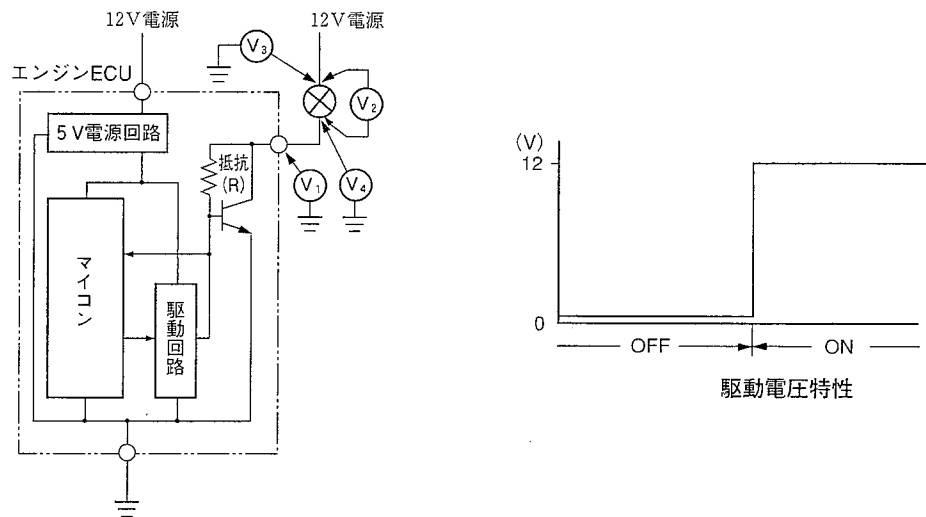 12V電源
12V電源
エンジンECU
V3
V2
5V電源回路
抵抗
(R)
V1
V4
マイコン
駆動回路
(V)
12
0
OFF
ON
駆動電圧特性